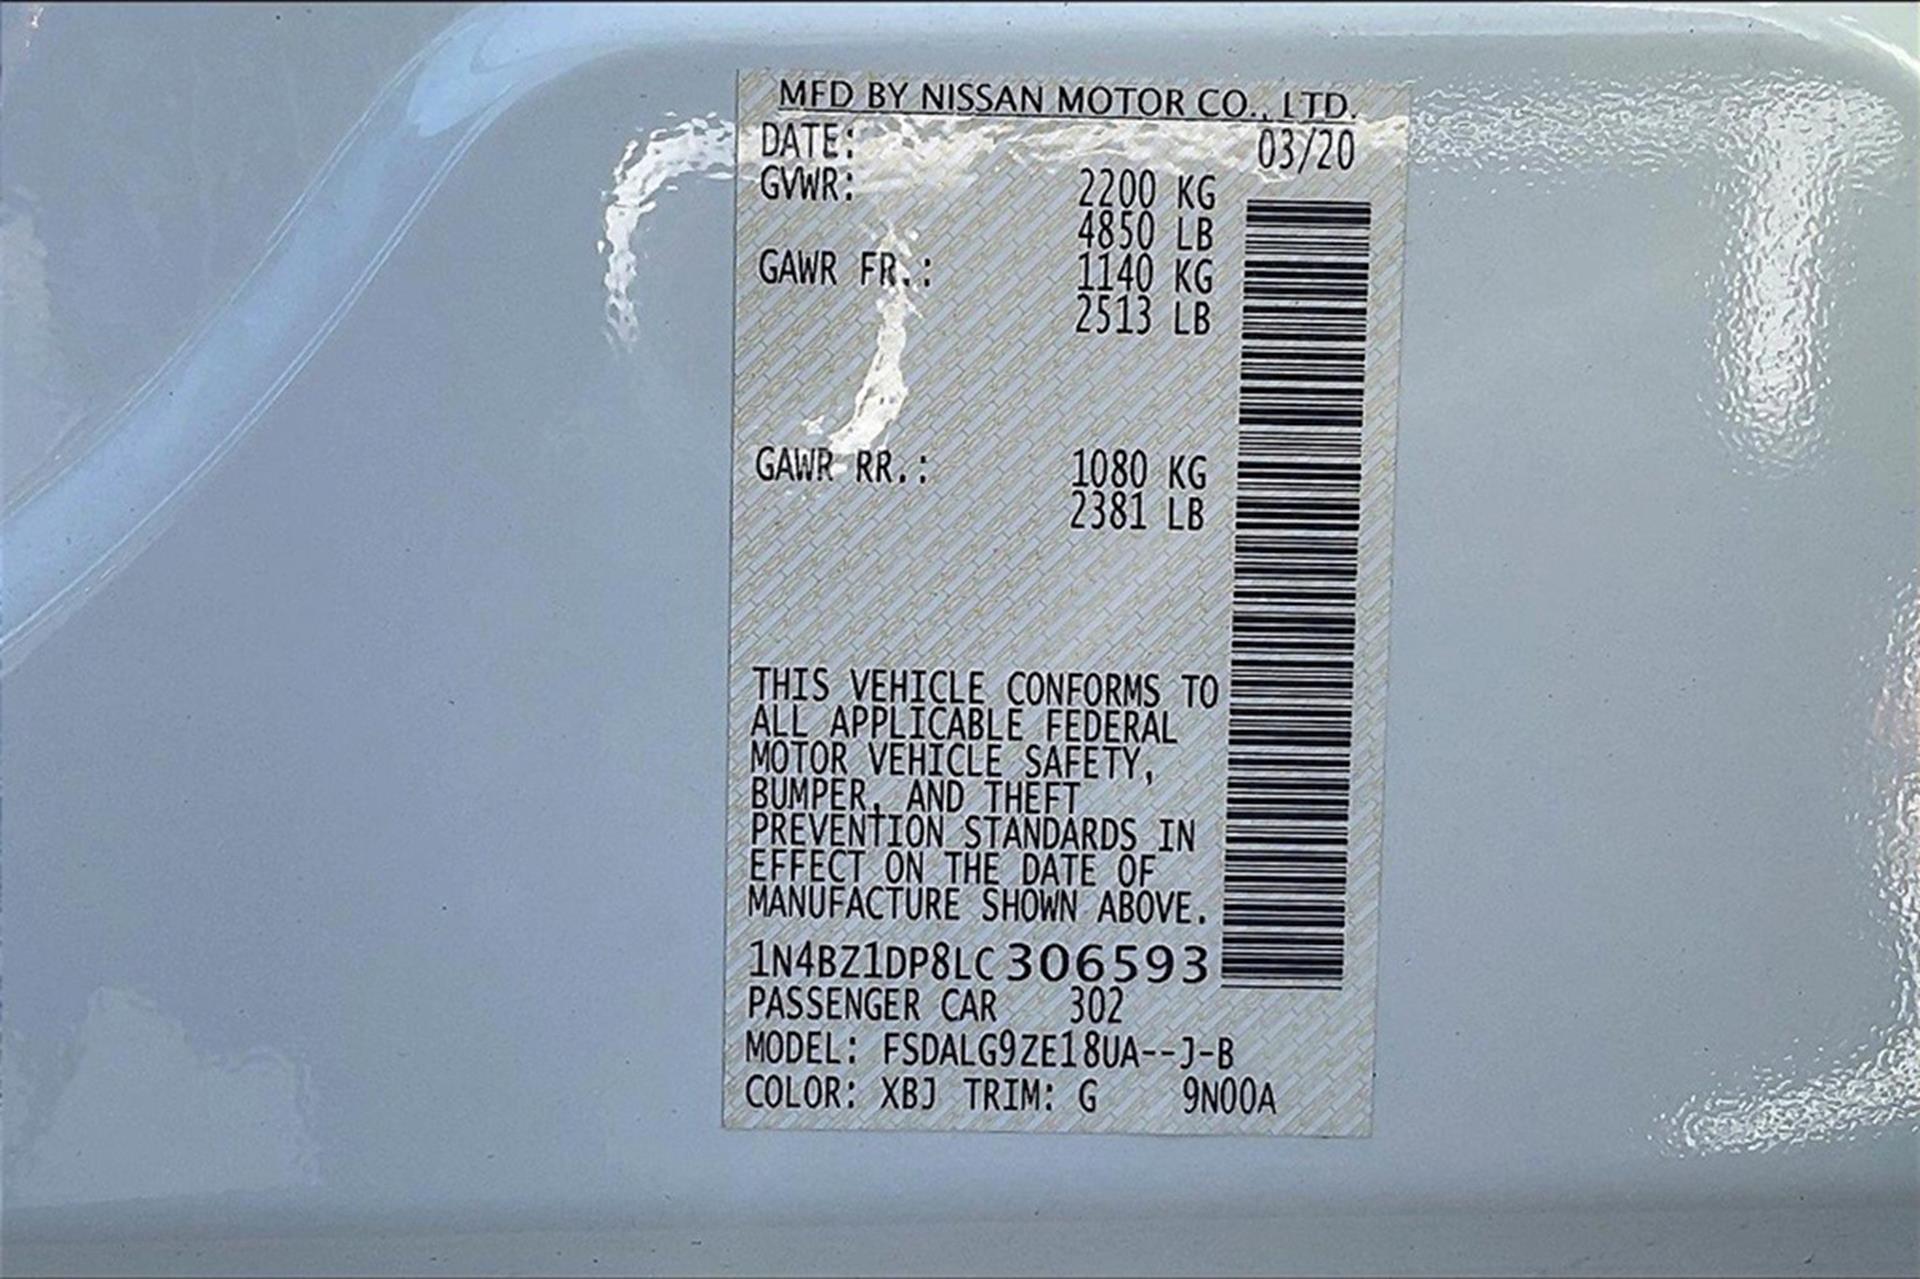 MFD BY NISSAN MOTOR CO., LTD.
DATE: 03/20
GVWR: 2200 KG
4850 LB
GAWR FR.: 1140 KG
2513 LB
GAWR RR.: 1080 KG
2381 LB
THIS VEHICLE CONFORMS TO
ALL APPLICABLE FEDERAL
MOTOR VEHICLE SAFETY,
BUMPER, AND THEFT
PREVENTION STANDARDS IN
EFFECT ON THE DATE OF
MANUFACTURE SHOWN ABOVE.
1N4BZ1DP8LC306593
PASSENGER CAR 302
MODEL: FSDALG9ZE18UA--J-B
COLOR: XBJ TRIM: G 9N00A